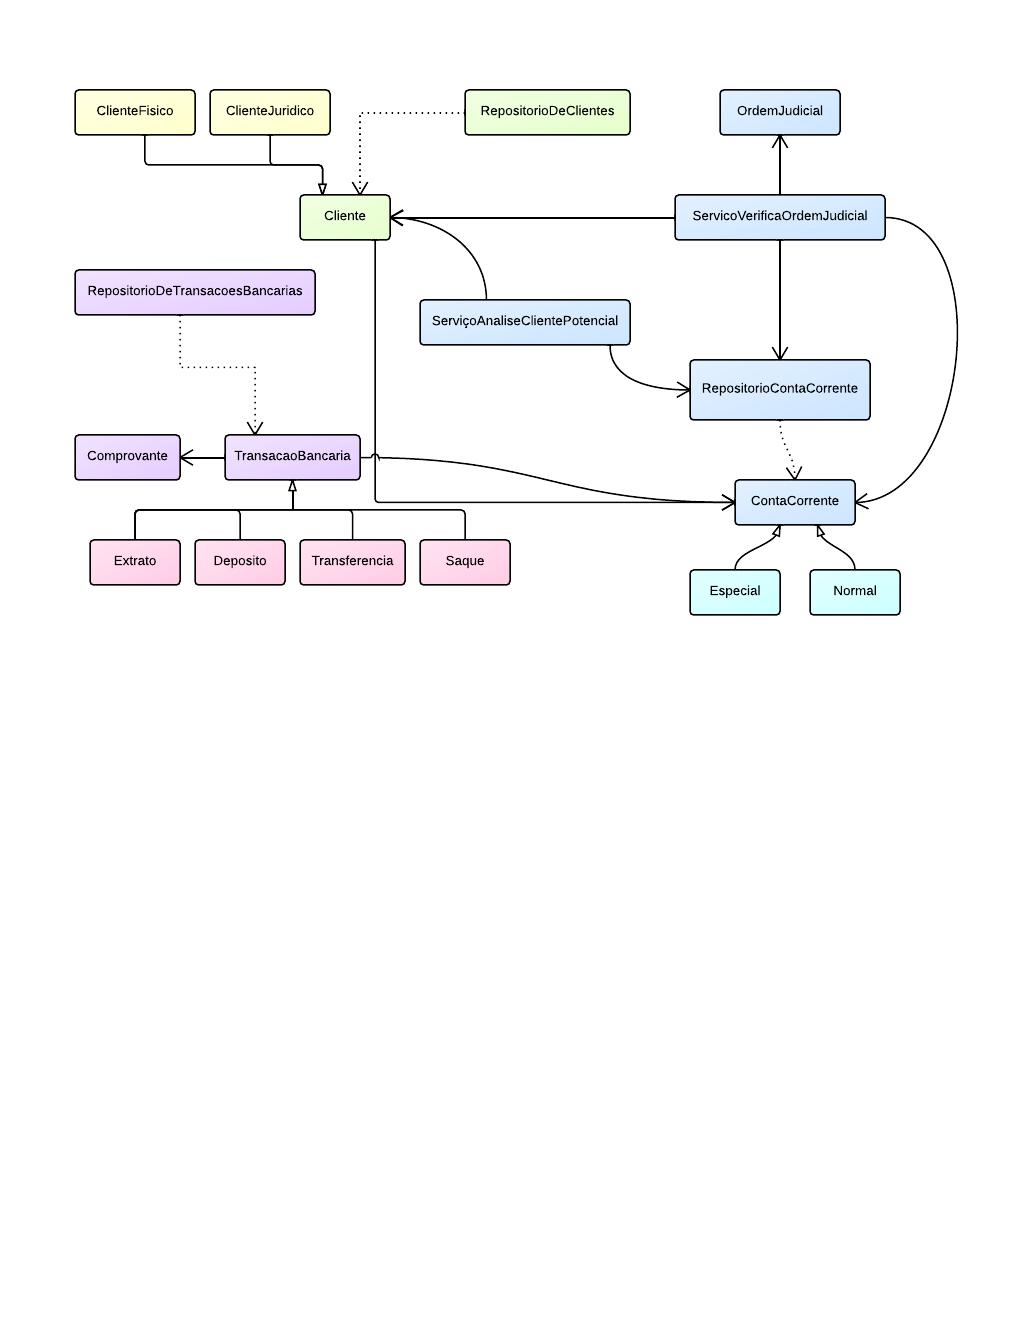 ClienteFisico
ClienteJuridico
RepositorioDeClientes
OrdemJudicial
Cliente
ServicoVerificaOrdemJudicial
RepositorioDeTransacoesBancarias
ServiçoAnaliseClientePotencial
RepositorioContaCorrente
Comprovante
TransacaoBancaria
ContaCorrente
Extrato
Deposito
Transferencia
Saque
Especial
Normal